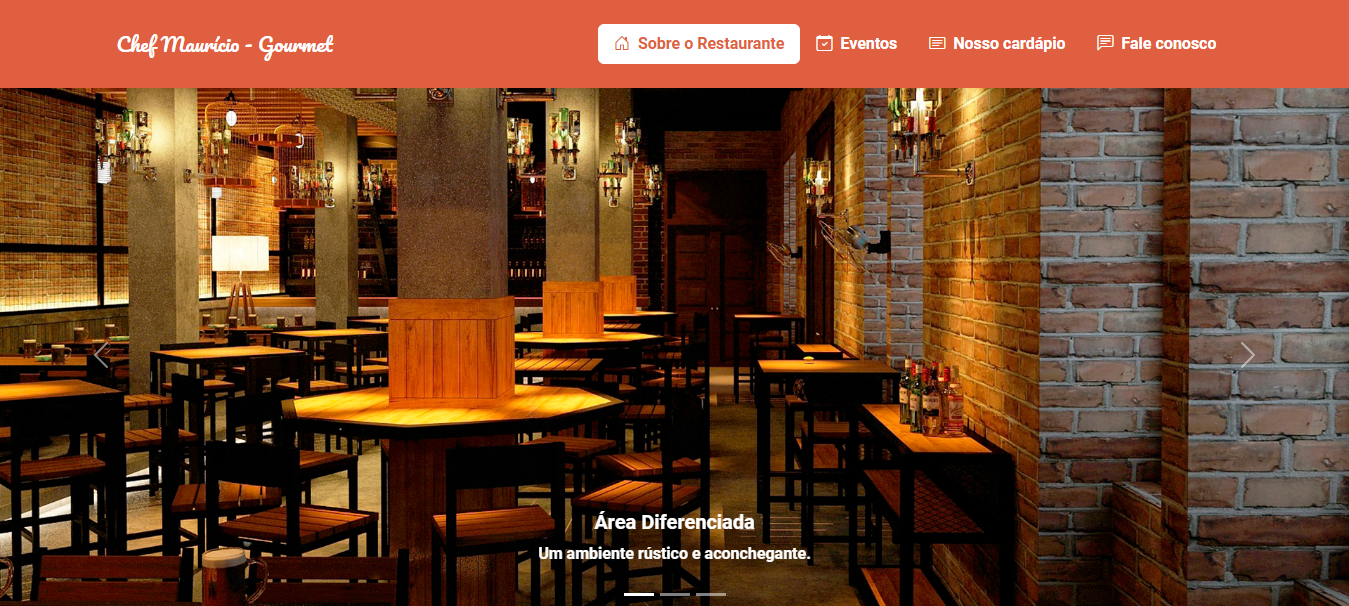 Chef Maurício - Gourmet
Sobre o Restaurante
Eventos
Nosso cardápio
Fale conosco
Área Diferenciada
Um ambiente rústico e aconchegante.